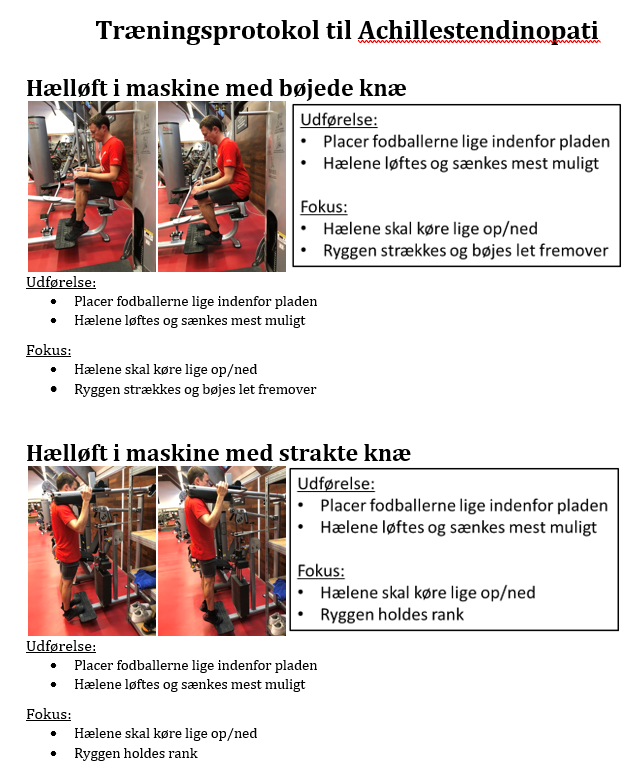 Træningsprotokol til Achillestendinopati
Hælløft i maskine med bøjede knæ
Udførelse:
• Placer fodballerne lige indenfor pladen
• Hælene løftes og sænkes mest muligt
Fokus:
• Hælene skal køre lige op/ned
• Ryggen strækkes og bøjes let fremover
Udførelse:
• Placer fodballerne lige indenfor pladen
• Hælene løftes og sænkes mest muligt
Fokus:
• Hælene skal køre lige op/ned
• Ryggen strækkes og bøjes let fremover
Hælløft i maskine med strakte knæ
Udførelse:
• Placer fodballerne lige indenfor pladen
• Hælene løftes og sænkes mest muligt
Fokus:
• Hælene skal køre lige op/ned
• Ryggen holdes rank
Udførelse:
• Placer fodballerne lige indenfor pladen
• Hælene løftes og sænkes mest muligt
Fokus:
• Hælene skal køre lige op/ned
• Ryggen holdes rank